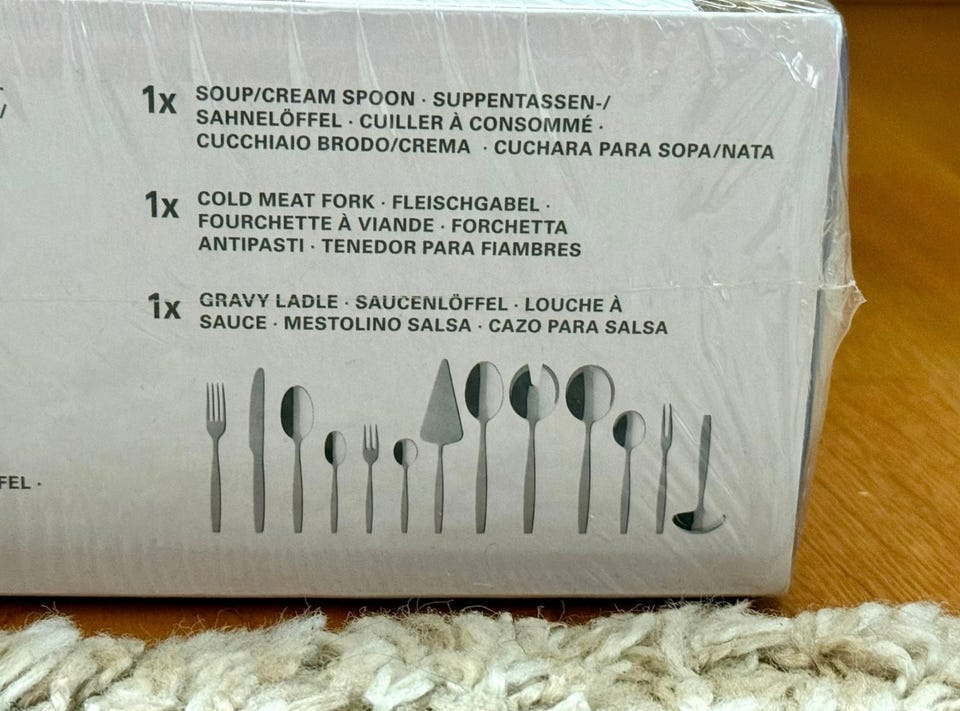 1x SOUP/CREAM SPOON · SUPPENTASSEN-/
SAHNELÖFFEL · CUILLER À CONSOMMÉ ·
CUCCHIAIO BRODO/CREMA · CUCHARA PARA SOPA/NATA
1x COLD MEAT FORK · FLEISCHGABEL ·
FOURCHETTE À VIANDE · FORCHETTA
ANTIPASTI · TENEDOR PARA FIAMBRES
1x GRAVY LADLE · SAUCENLÖFFEL · LOUCHE À
SAUCE · MESTOLINO SALSA · CAZO PARA SALSA
FEL ·